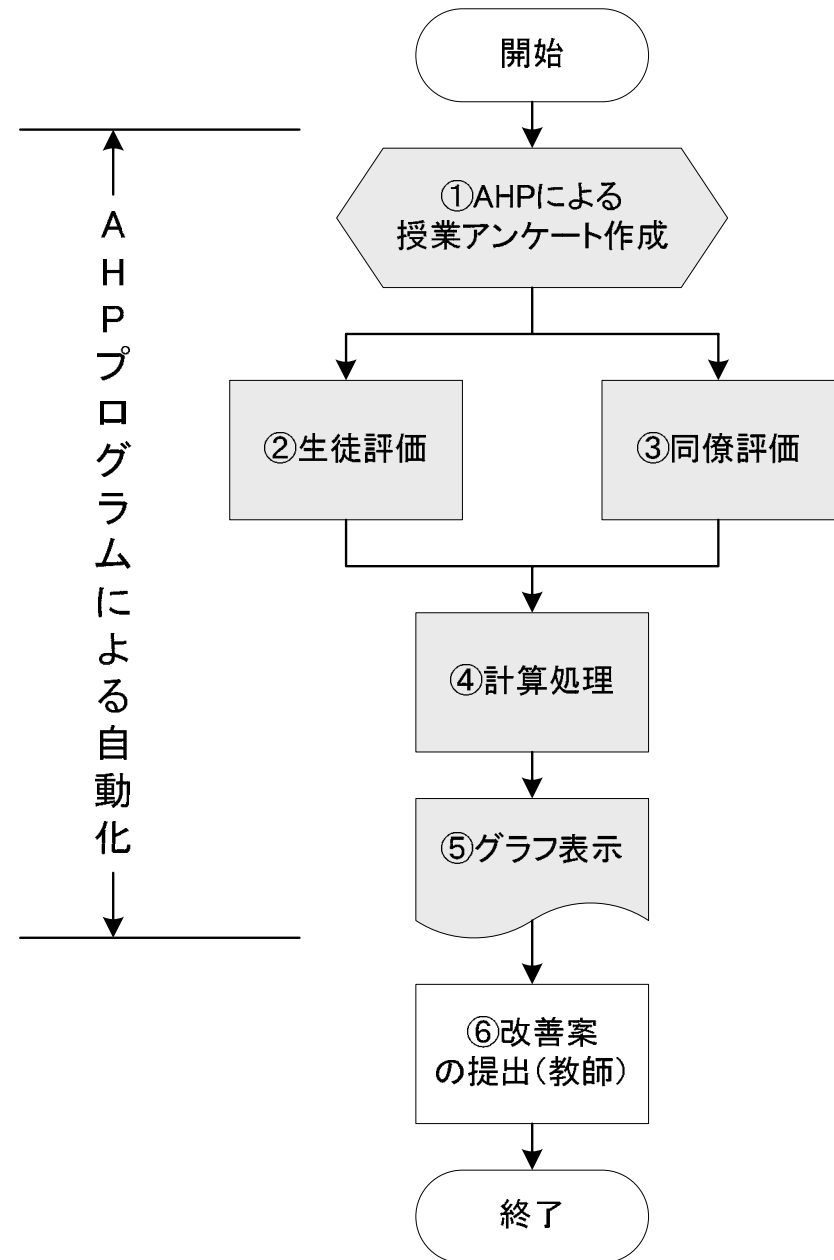 開始
AHPプログラムによる自動化
①AHPによる
授業アンケート作成
②生徒評価
③同僚評価
④計算処理
⑤グラフ表示
⑥改善案
の提出(教師)
終了